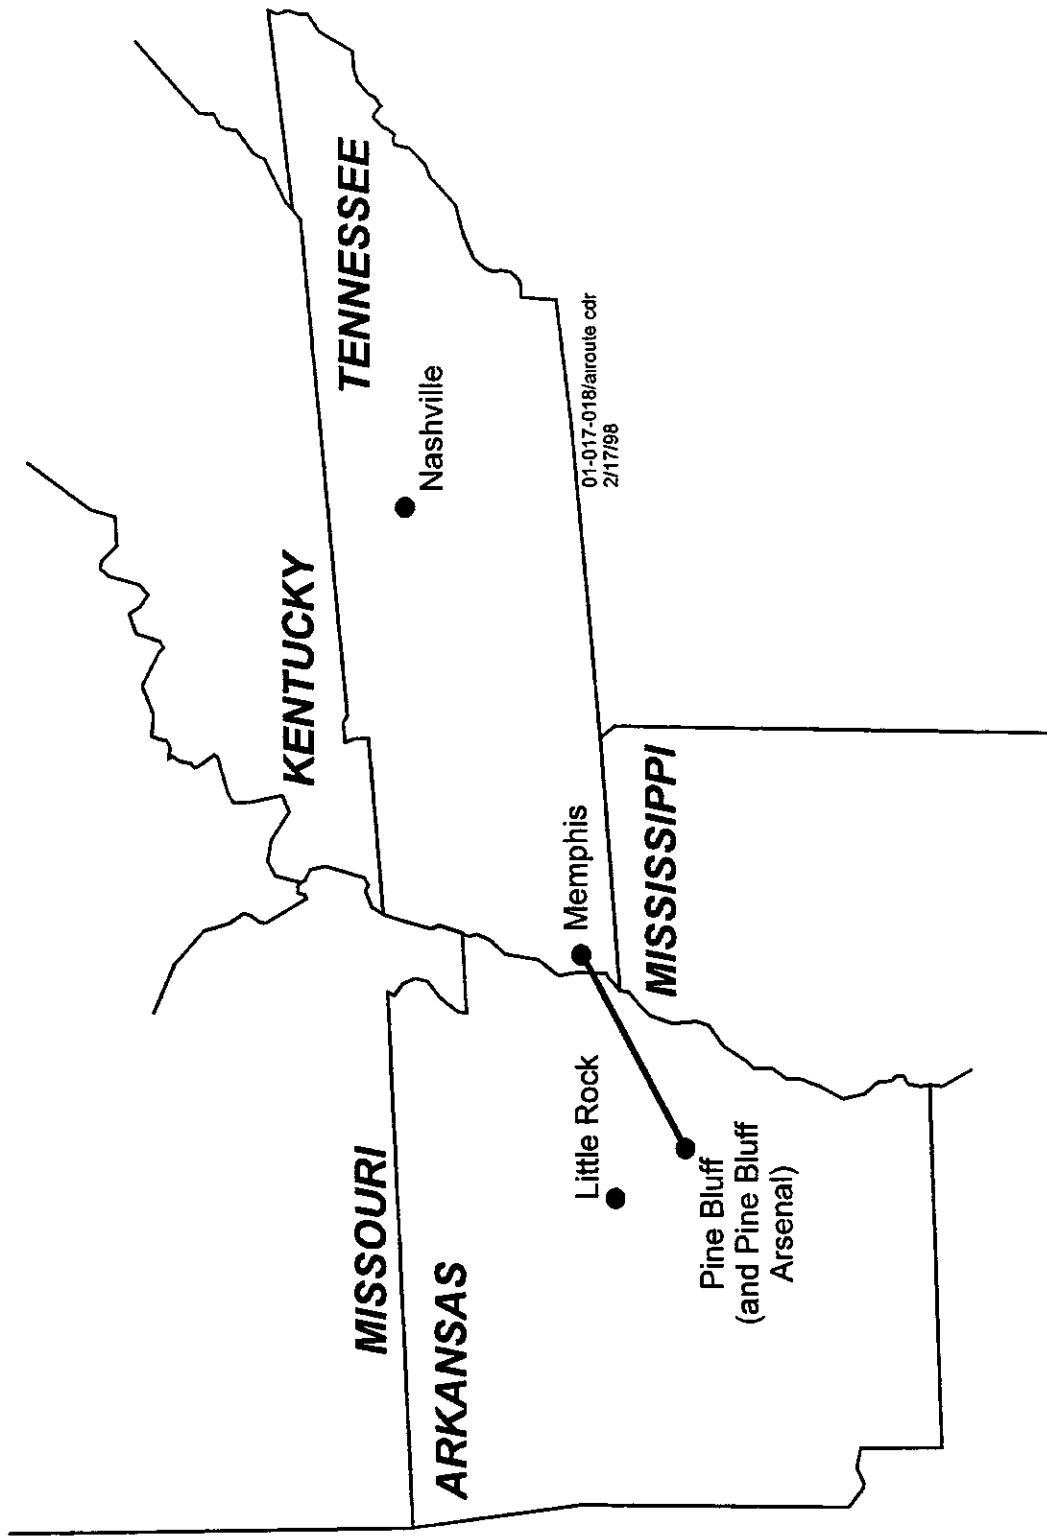 KENTUCKY
TENNESSEE
Nashville
MISSOURI
ARKANSAS
Memphis
Little Rock
MISSISSIPPI
Pine Bluff
(and Pine Bluff
Arsenal)
01-017-018/airoute cdr
2/17/98